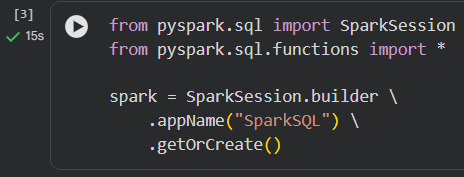 [3]
15s
from pyspark.sql import SparkSession
from pyspark.sql.functions import *
spark = SparkSession.builder \
    .appName("SparkSQL") \
    .getOrCreate()